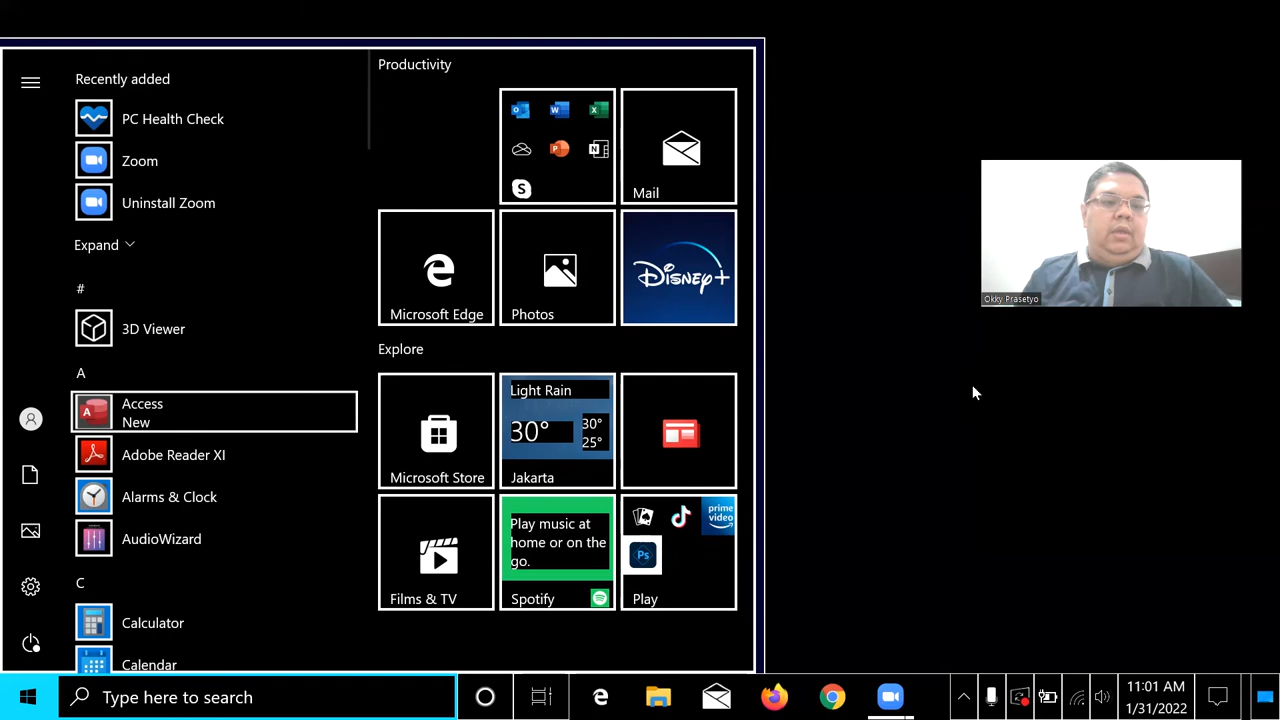 Recently added
PC Health Check
Zoom
Uninstall Zoom
Expand
#
3D Viewer
A
Access
New
Adobe Reader XI
Alarms & Clock
AudioWizard
C
Calculator
Calendar
Productivity
Mail
Microsoft Edge
Photos
Disney+
Explore
Microsoft Store
Light Rain
30°
30°
25°
Jakarta
Films & TV
Play music at
home or on the
go.
Spotify
prime
video
Ps
Play
Okky Prasetyo
Type here to search
11:01 AM
1/31/2022